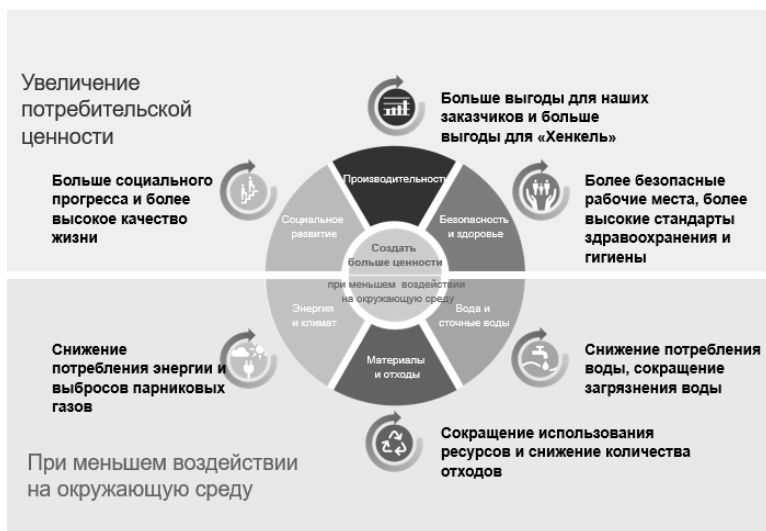 Увеличение
потребительской
ценности
Больше выгоды для наших
заказчиков и больше
выгоды для «Хенкель»
Больше социального
прогресса и более
высокое качество
жизни
Производительность
Социальное
развитие
Безопасность
и здоровье
Более безопасные
рабочие места, более
высокие стандарты
здравоохранения и
гигиены
Создать
больше ценности
при меньшем воздействии
на окружающую среду
Энергия
и климат
Вода и
сточные воды
Материалы
и отходы
Снижение
потребления энергии и
выбросов парниковых
газов
Снижение потребления
воды, сокращение
загрязнения воды
Сокращение использования
ресурсов и снижение количества
отходов
При меньшем воздействии
на окружающую среду